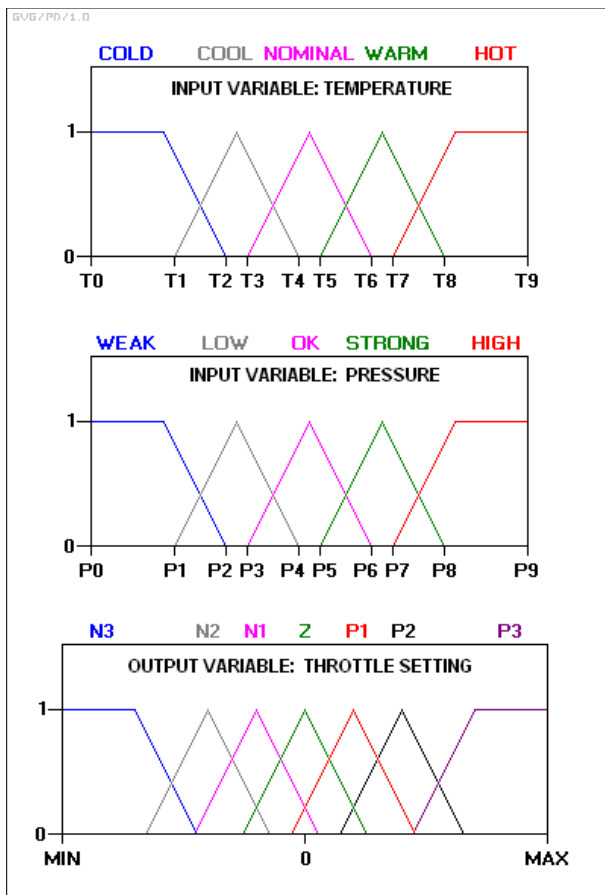 GVG/PD/1.0
COLD COOL NOMINAL WARM HOT
INPUT VARIABLE: TEMPERATURE
1
0
T0 T1 T2 T3 T4 T5 T6 T7 T8 T9
WEAK LOW OK STRONG HIGH
INPUT VARIABLE: PRESSURE
1
0
P0 P1 P2 P3 P4 P5 P6 P7 P8 P9
N3 N2 N1 Z P1 P2 P3
OUTPUT VARIABLE: THROTTLE SETTING
1
0
MIN 0 MAX